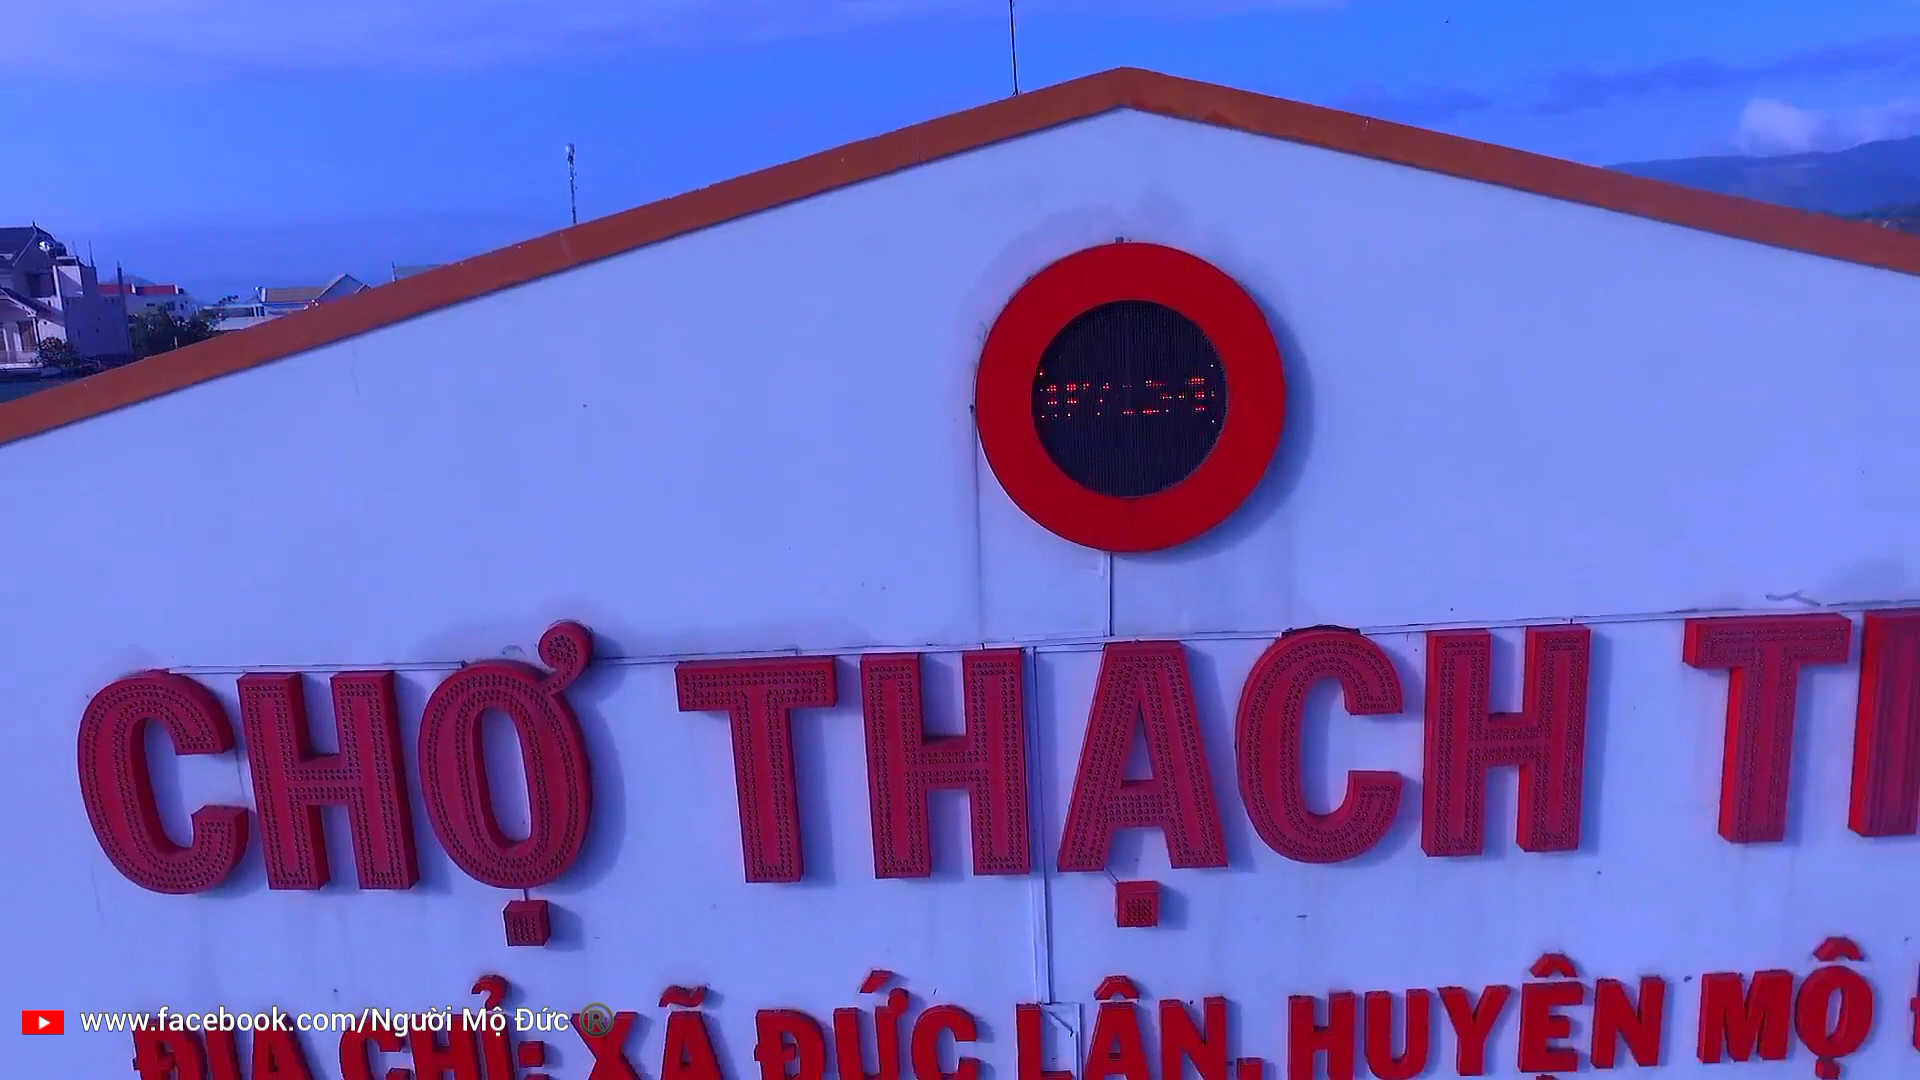 CHỢ THẠCH
ĐỊA CHỈ: XÃ ĐỨC LÂN, HUYỆN MỘ
www.facebook.com/Người Mộ Đức ®